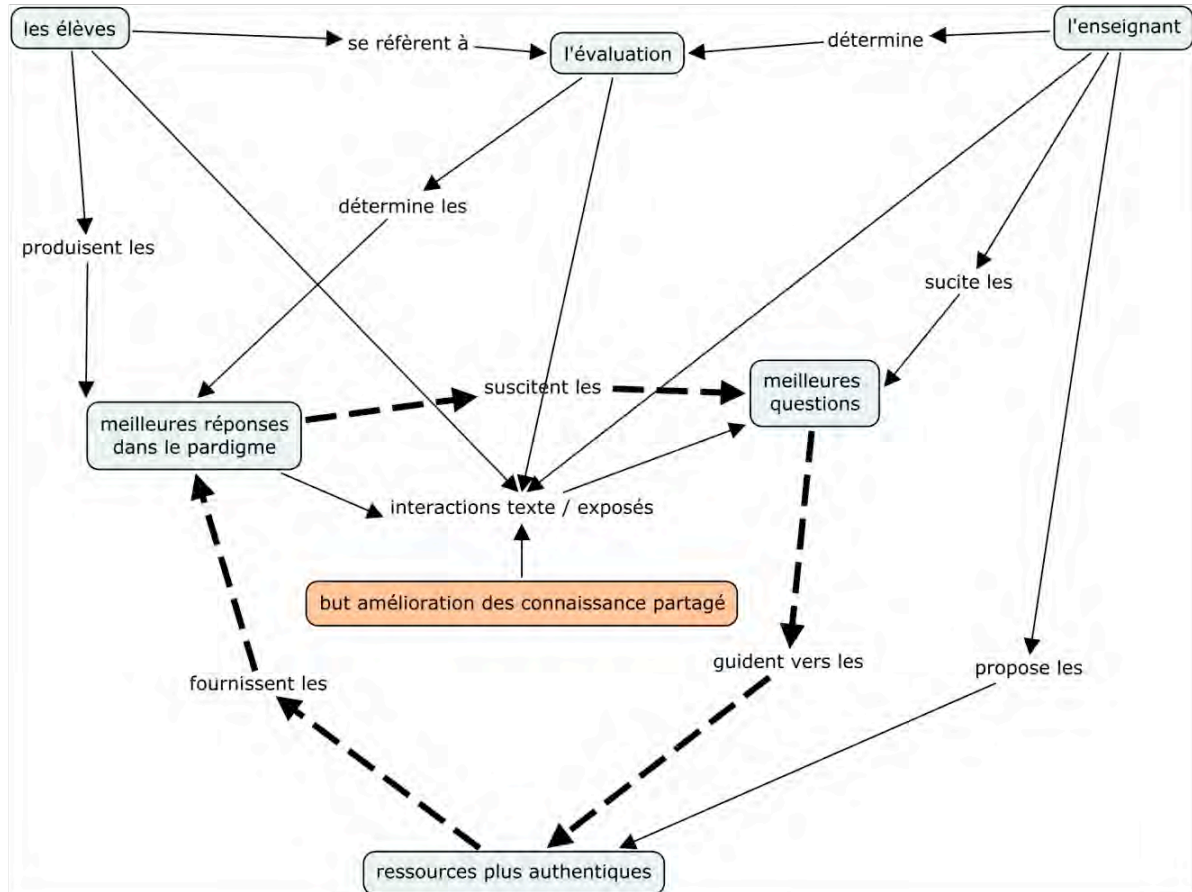 les élèves
se réfèrent à
l'évaluation
détermine
l'enseignant
détermine les
produisent les
sucite les
suscitent les
meilleures
questions
meilleures réponses
dans le pardigme
interactions texte / exposés
but amélioration des connaissance partagé
guident vers les
propose les
fournissent les
ressources plus authentiques